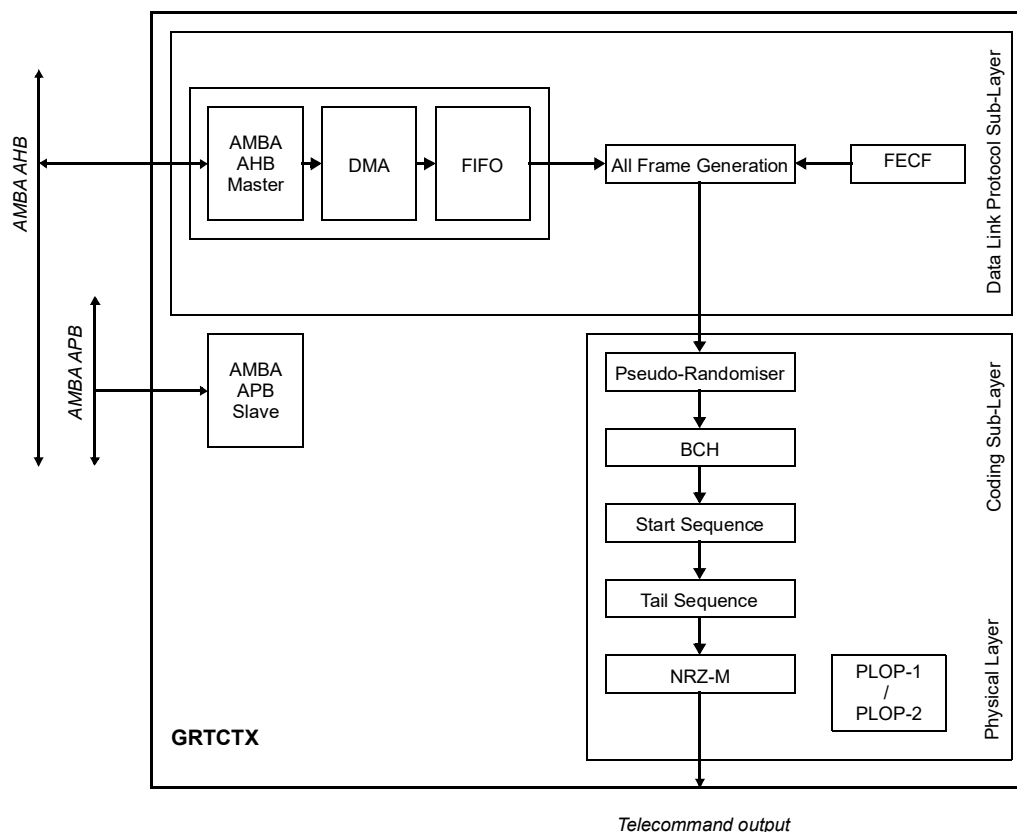 Data Link Protocol Sub-Layer
AMBA AHB
AMBA
AHB
Master
DMA
FIFO
All Frame Generation
FECF
AMBA APB
AMBA
APB
Slave
Coding Sub-Layer
Pseudo-Randomiser
BCH
Start Sequence
Tail Sequence
NRZ-M
Physical Layer
PLOP-1
/
PLOP-2
GRTCTX
Telecommand output